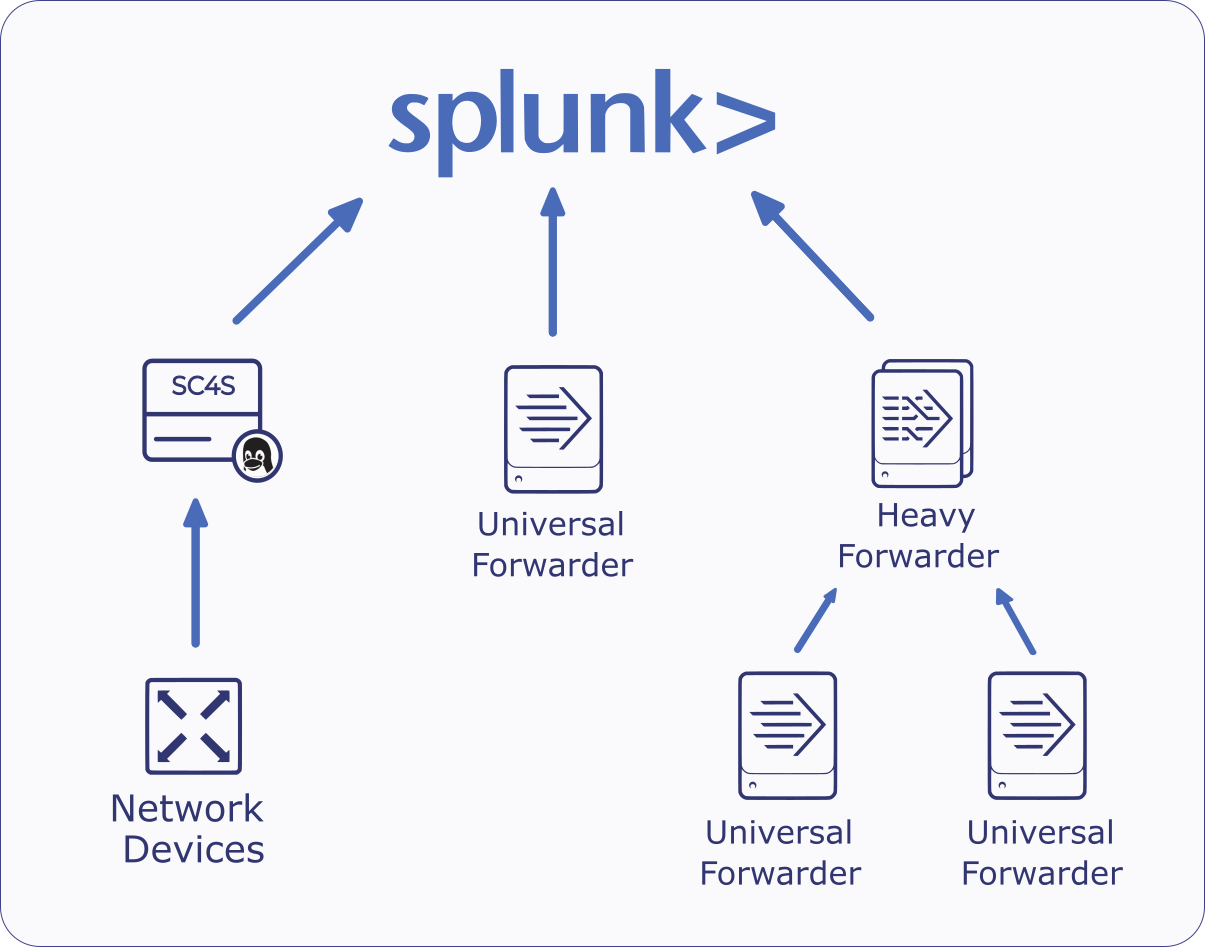 splunk>
SC4S
Universal
Forwarder
Heavy
Forwarder
Network
Devices
Universal
Forwarder
Universal
Forwarder